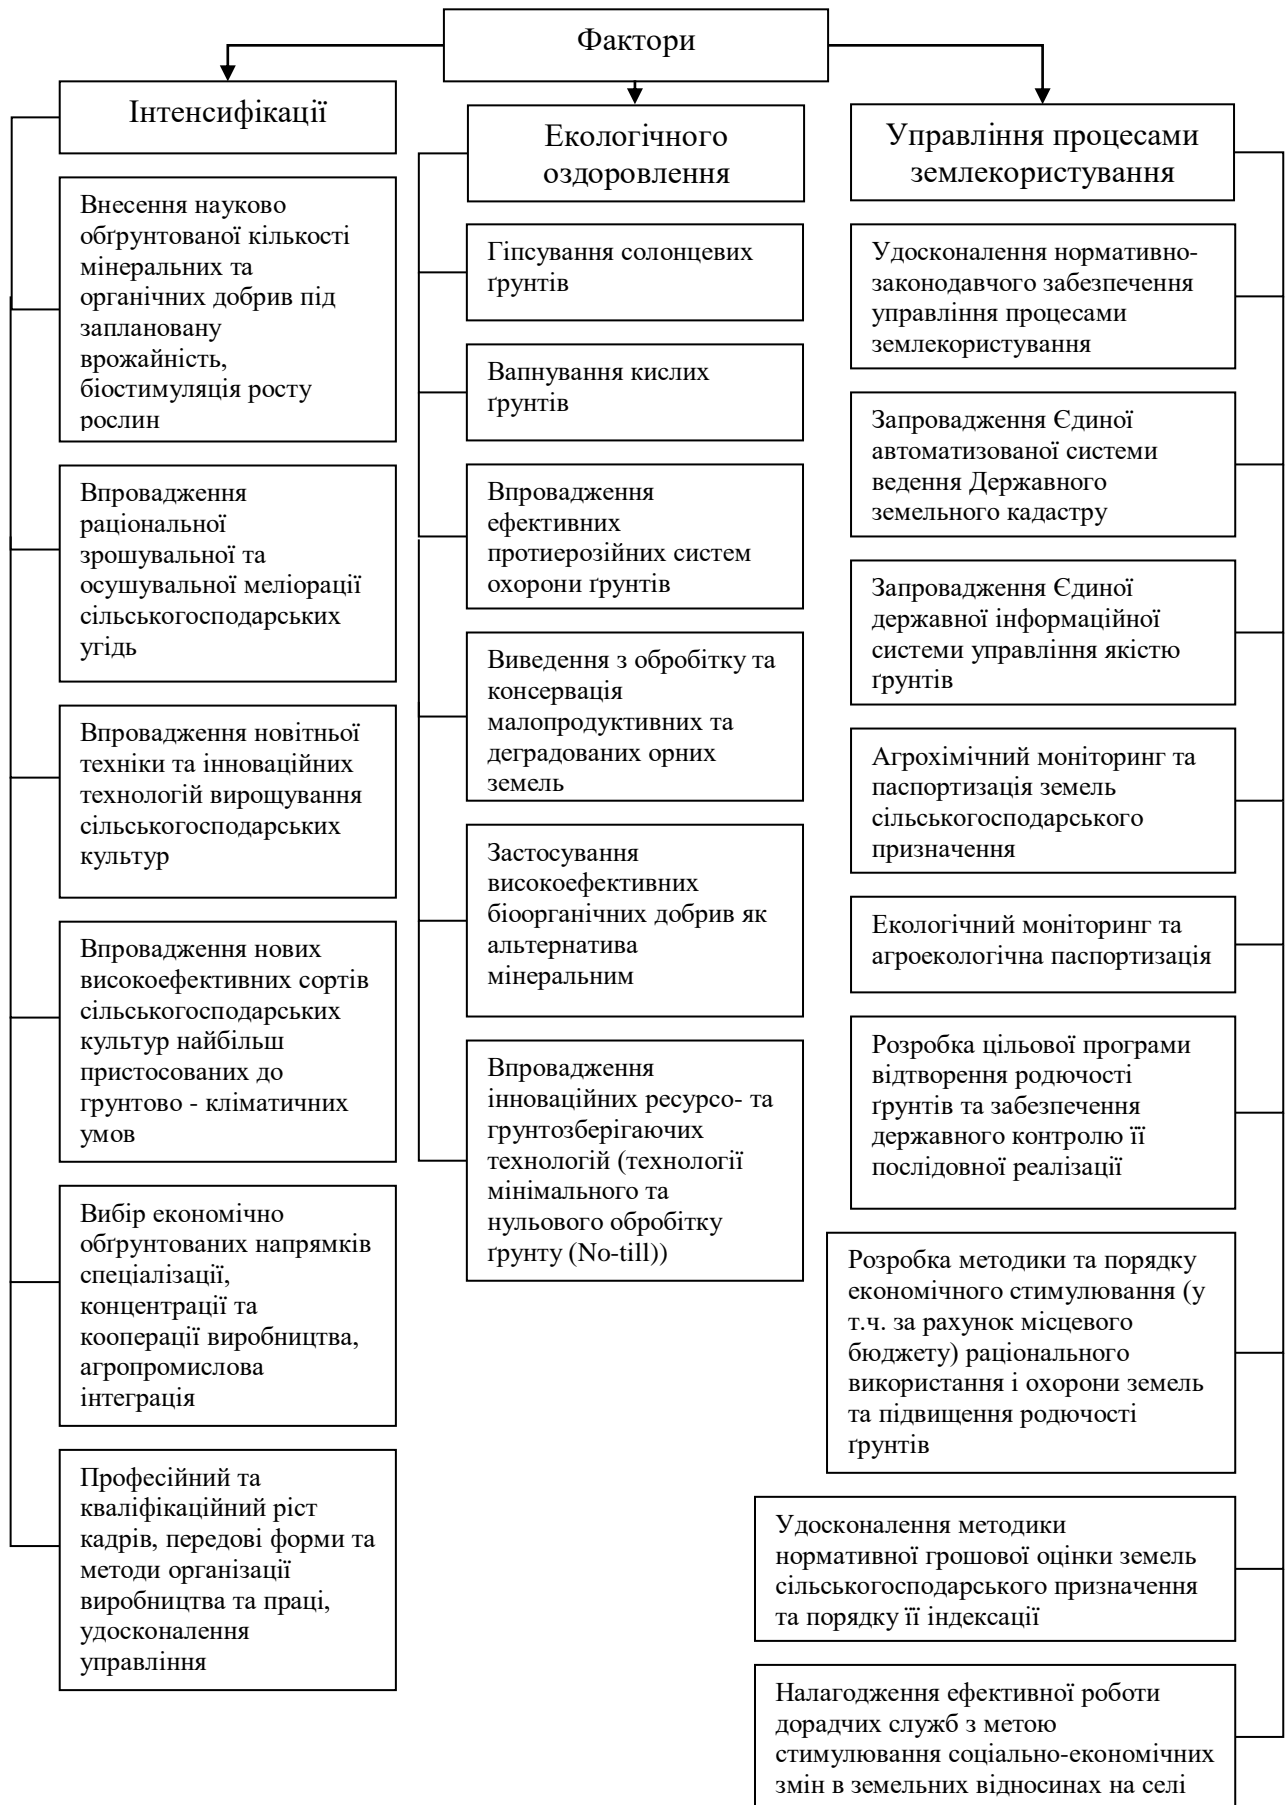 Фактори
Інтенсифікації
Внесення науково
обґрунтованої кількості
мінеральних та
органічних добрив під
заплановану
врожайність,
біостимуляція росту
рослин
Впровадження
раціональної
зрошувальної та
осушувальної меліорації
сільськогосподарських
угідь
Впровадження новітньої
техніки та інноваційних
технологій вирощування
сільськогосподарських
культур
Впровадження нових
високоефективних сортів
сільськогосподарських
культур найбільш
пристосованих до
грунтово - кліматичних
умов
Вибір економічно
обґрунтованих напрямків
спеціалізації,
концентрації та
кооперації виробництва,
агропромислова
інтеграція
Професійний та
кваліфікаційний ріст
кадрів, передові форми та
методи організації
виробництва та праці,
удосконалення
управління
Екологічного
оздоровлення
Гіпсування солонцевих
ґрунтів
Вапнування кислих
ґрунтів
Впровадження
ефективних
протиерозійних систем
охорони ґрунтів
Виведення з обробітку та
консервація
малопродуктивних та
деградованих орних
земель
Застосування
високоефективних
біоорганічних добрив як
альтернатива
мінеральним
Впровадження
інноваційних ресурсо- та
грунтозберігаючих
технологій (технології
мінімального та
нульового обробітку
ґрунту (No-till))
Управління процесами
землекористування
Удосконалення нормативно-
законодавчого забезпечення
управління процесами
землекористування
Запровадження Єдиної
автоматизованої системи
ведення Державного
земельного кадастру
Запровадження Єдиної
державної інформаційної
системи управління якістю
ґрунтів
Агрохімічний моніторинг та
паспортизація земель
сільськогосподарського
призначення
Екологічний моніторинг та
агроекологічна паспортизація
Розробка цільової програми
відтворення родючості
ґрунтів та забезпечення
державного контролю її
послідовної реалізації
Розробка методики та порядку
економічного стимулювання (у
т.ч. за рахунок місцевого
бюджету) раціонального
використання і охорони земель
та підвищення родючості
ґрунтів
Удосконалення методики
нормативної грошової оцінки земель
сільськогосподарського призначення
та порядку її індексації
Налагодження ефективної роботи
дорадчих служб з метою
стимулювання соціально-економічних
змін в земельних відносинах на селі